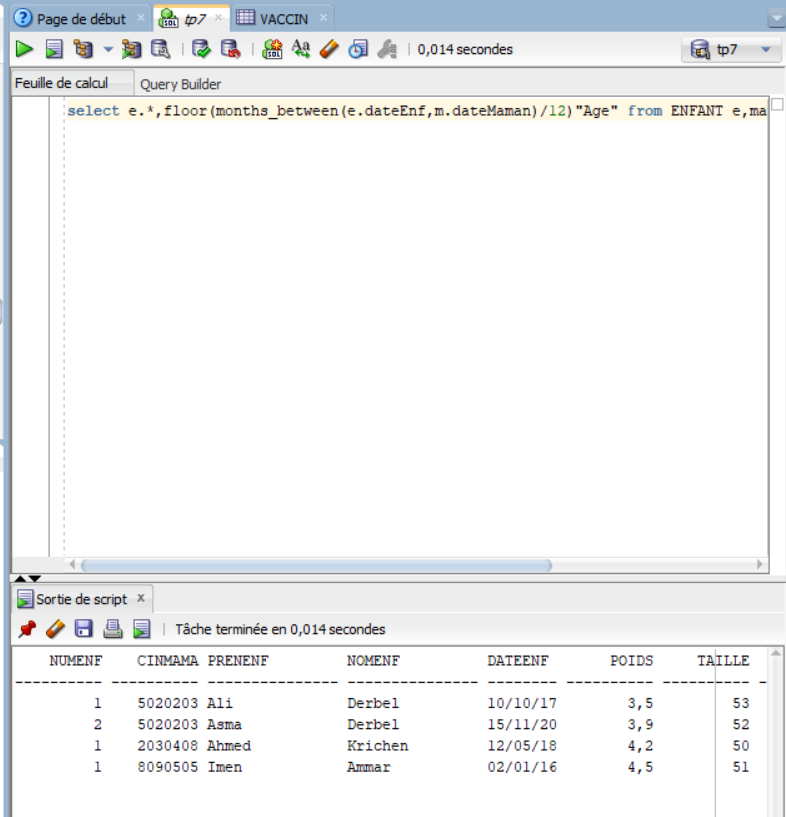 Page de début tp7 VACCIN
0,014 secondes tp7
Feuille de calcul Query Builder
select e.*,floor(months_between(e.dateEnf,m.dateMaman)/12)"Age" from ENFANT e,ma
Sortie de script
Tâche terminée en 0,014 secondes
NUMENF CINMAMA PRENENF NOMENF DATEENF POIDS TAILLE
---------- ---------- --------------- --------------- -------- ---------- ---------- -
1 5020203 Ali Derbel 10/10/17 3,5 53
2 5020203 Asma Derbel 15/11/20 3,9 52
1 2030408 Ahmed Krichen 12/05/18 4,2 50
1 8090505 Imen Ammar 02/01/16 4,5 51